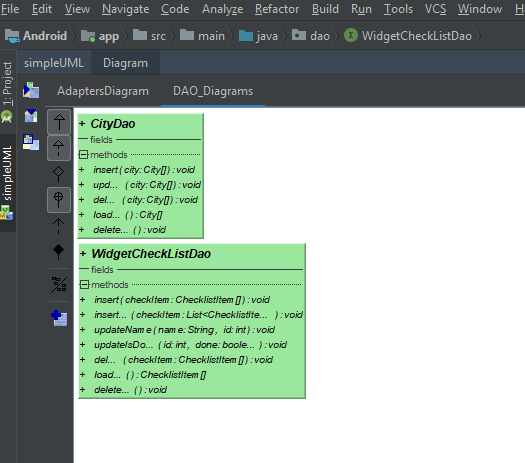 File Edit View Navigate Code Analyze Refactor Build Run Tools VCS Window H
Android app src main java dao WidgetCheckListDao
simpleUML Diagram
1: Project
simpleUML
AdaptersDiagram DAO_Diagrams
+ CityDao
fields
methods
+ insert(city:City[]):void
+ upd... (city:City[]):void
+ del... (city:City[]):void
+ load... ():City[]
+ delete... ():void
+ WidgetCheckListDao
fields
methods
+ insert(checkItem:ChecklistItem[]):void
+ insert... (checkItem:List<ChecklistIte... ):void
+ updateName(name:String, id:int):void
+ updateIsDo... (id:int, done:boole... ):void
+ del... (checkItem:ChecklistItem[]):void
+ load... ():ChecklistItem[]
+ delete... ():void